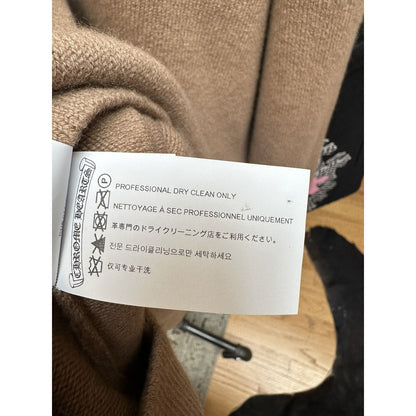 CHROME HEARTS
P
PROFESSIONAL DRY CLEAN ONLY
NETTOYAGE À SEC PROFESSIONNEL UNIQUEMENT
革専門のドライクリーニング店をご利用ください。
전문 드라이클리닝으로만 세탁하세요
仅可专业干洗